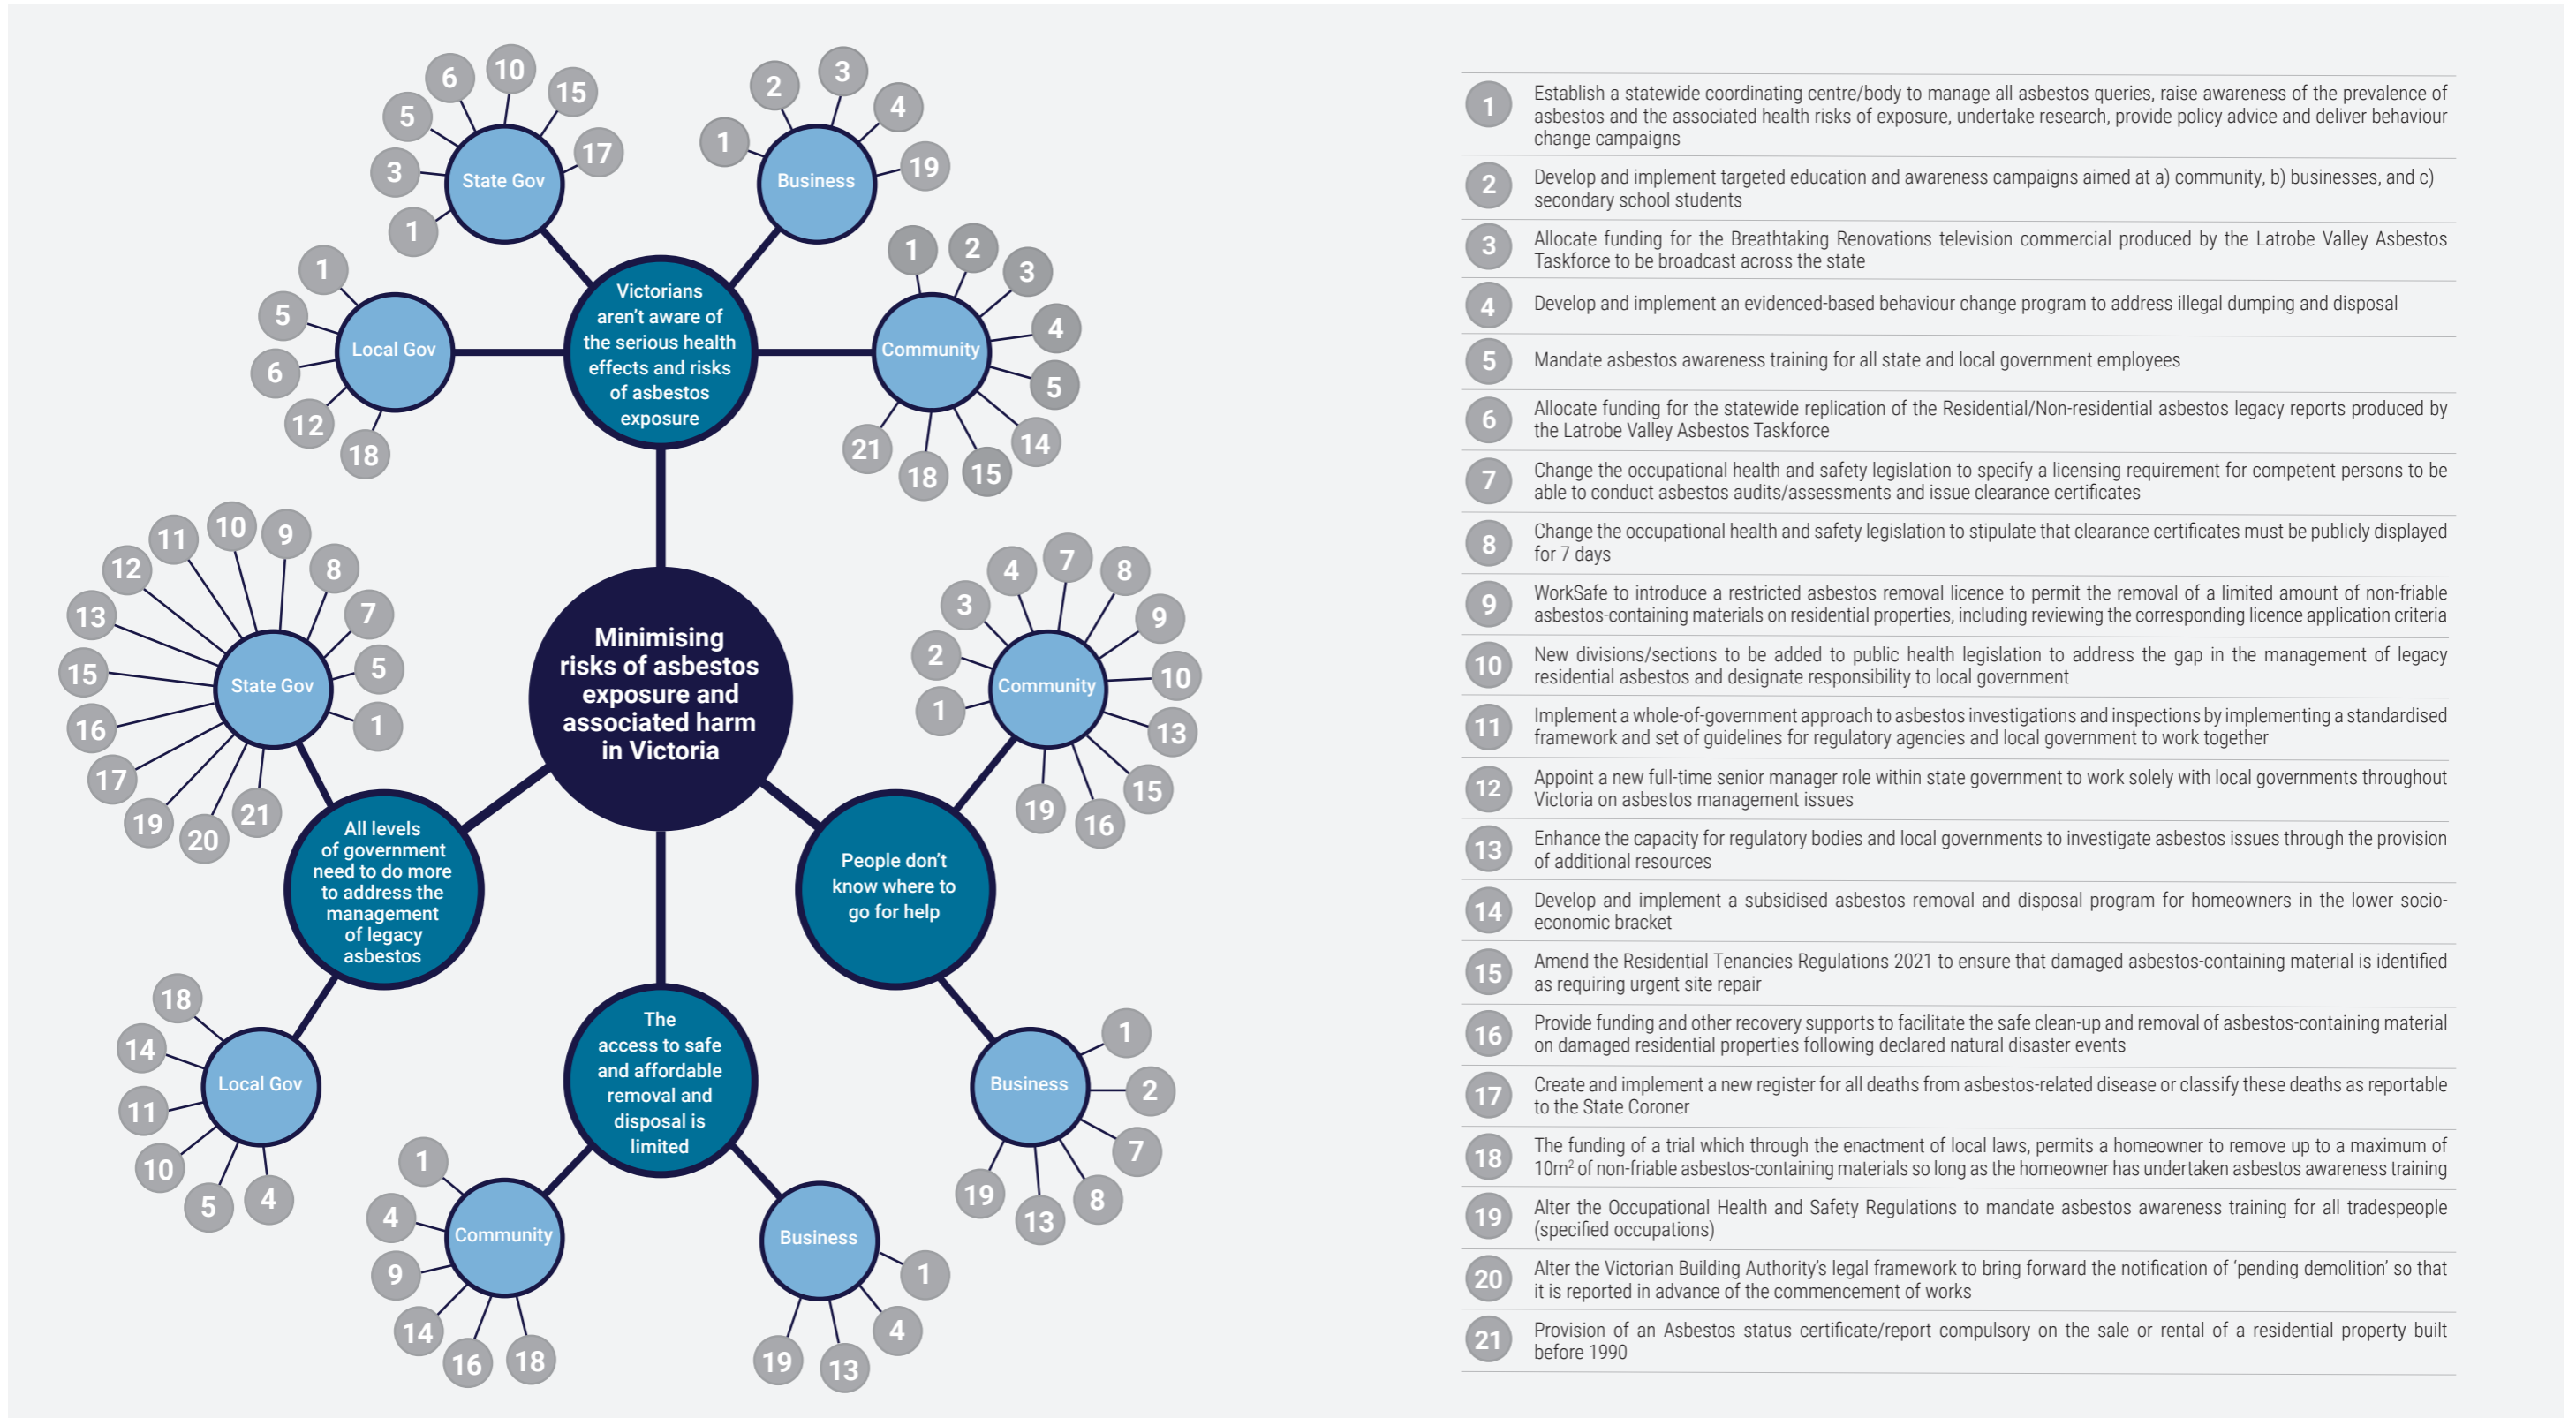 6
10
15
5
3
1
17
State Gov
2
3
1
4
19
Business
1
5
6
12
18
Local Gov
Victorians
aren’t aware of
the serious health
effects and risks
of asbestos
exposure
1
2
3
4
5
14
15
18
21
Community
11
10
9
8
12
13
7
15
5
16
1
17
19
20
21
State Gov
Minimising
risks of asbestos
exposure and
associated harm
in Victoria
4
7
8
3
9
2
10
1
13
15
16
19
Community
All levels
of government
need to do more
to address the
management
of legacy
asbestos
People don’t
know where to
go for help
18
14
11
10
5
4
Local Gov
The
access to safe
and affordable
removal and
disposal is
limited
1
2
7
8
13
19
Business
1
4
9
14
16
18
Community
1
4
13
19
Business
1
Establish a statewide coordinating centre/body to manage all asbestos queries, raise awareness of the prevalence of
asbestos and the associated health risks of exposure, undertake research, provide policy advice and deliver behaviour
change campaigns
2
Develop and implement targeted education and awareness campaigns aimed at a) community, b) businesses, and c)
secondary school students
3
Allocate funding for the Breathtaking Renovations television commercial produced by the Latrobe Valley Asbestos
Taskforce to be broadcast across the state
4
Develop and implement an evidenced-based behaviour change program to address illegal dumping and disposal
5
Mandate asbestos awareness training for all state and local government employees
6
Allocate funding for the statewide replication of the Residential/Non-residential asbestos legacy reports produced by
the Latrobe Valley Asbestos Taskforce
7
Change the occupational health and safety legislation to specify a licensing requirement for competent persons to be
able to conduct asbestos audits/assessments and issue clearance certificates
8
Change the occupational health and safety legislation to stipulate that clearance certificates must be publicly displayed
for 7 days
9
WorkSafe to introduce a restricted asbestos removal licence to permit the removal of a limited amount of non-friable
asbestos-containing materials on residential properties, including reviewing the corresponding licence application criteria
10
New divisions/sections to be added to public health legislation to address the gap in the management of legacy
residential asbestos and designate responsibility to local government
11
Implement a whole-of-government approach to asbestos investigations and inspections by implementing a standardised
framework and set of guidelines for regulatory agencies and local government to work together
12
Appoint a new full-time senior manager role within state government to work solely with local governments throughout
Victoria on asbestos management issues
13
Enhance the capacity for regulatory bodies and local governments to investigate asbestos issues through the provision
of additional resources
14
Develop and implement a subsidised asbestos removal and disposal program for homeowners in the lower socio-
economic bracket
15
Amend the Residential Tenancies Regulations 2021 to ensure that damaged asbestos-containing material is identified
as requiring urgent site repair
16
Provide funding and other recovery supports to facilitate the safe clean-up and removal of asbestos-containing material
on damaged residential properties following declared natural disaster events
17
Create and implement a new register for all deaths from asbestos-related disease or classify these deaths as reportable
to the State Coroner
18
The funding of a trial which through the enactment of local laws, permits a homeowner to remove up to a maximum of
10m² of non-friable asbestos-containing materials so long as the homeowner has undertaken asbestos awareness training
19
Alter the Occupational Health and Safety Regulations to mandate asbestos awareness training for all tradespeople
(specified occupations)
20
Alter the Victorian Building Authority’s legal framework to bring forward the notification of ‘pending demolition’ so that
it is reported in advance of the commencement of works
21
Provision of an Asbestos status certificate/report compulsory on the sale or rental of a residential property built
before 1990